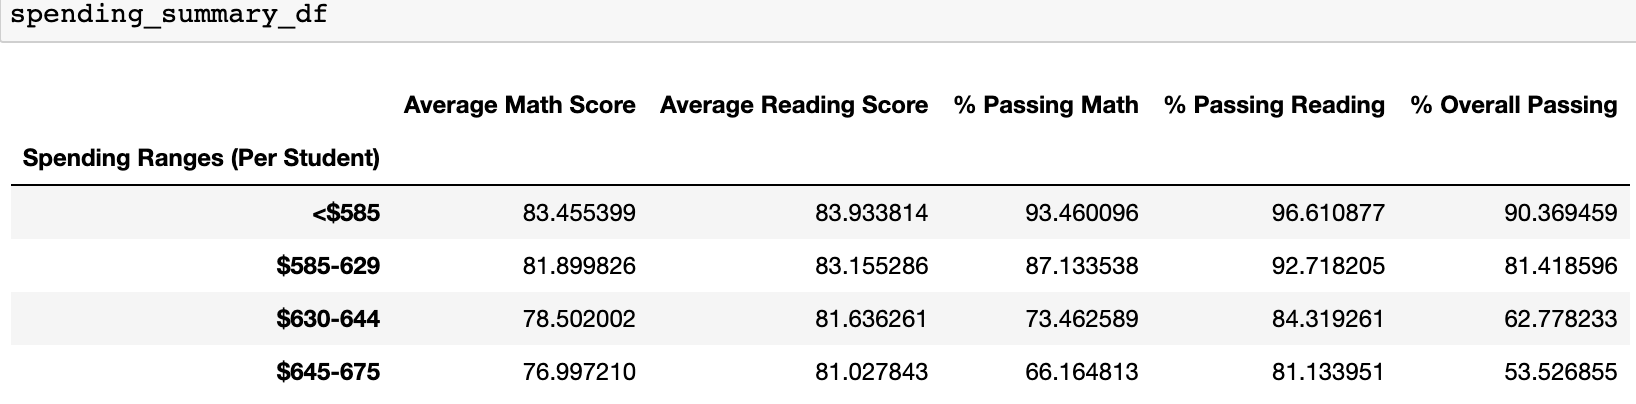 spending_summary_df
Average Math Score Average Reading Score % Passing Math % Passing Reading % Overall Passing
Spending Ranges (Per Student)
<$585 83.455399 83.933814 93.460096 96.610877 90.369459
$585-629 81.899826 83.155286 87.133538 92.718205 81.418596
$630-644 78.502002 81.636261 73.462589 84.319261 62.778233
$645-675 76.997210 81.027843 66.164813 81.133951 53.526855